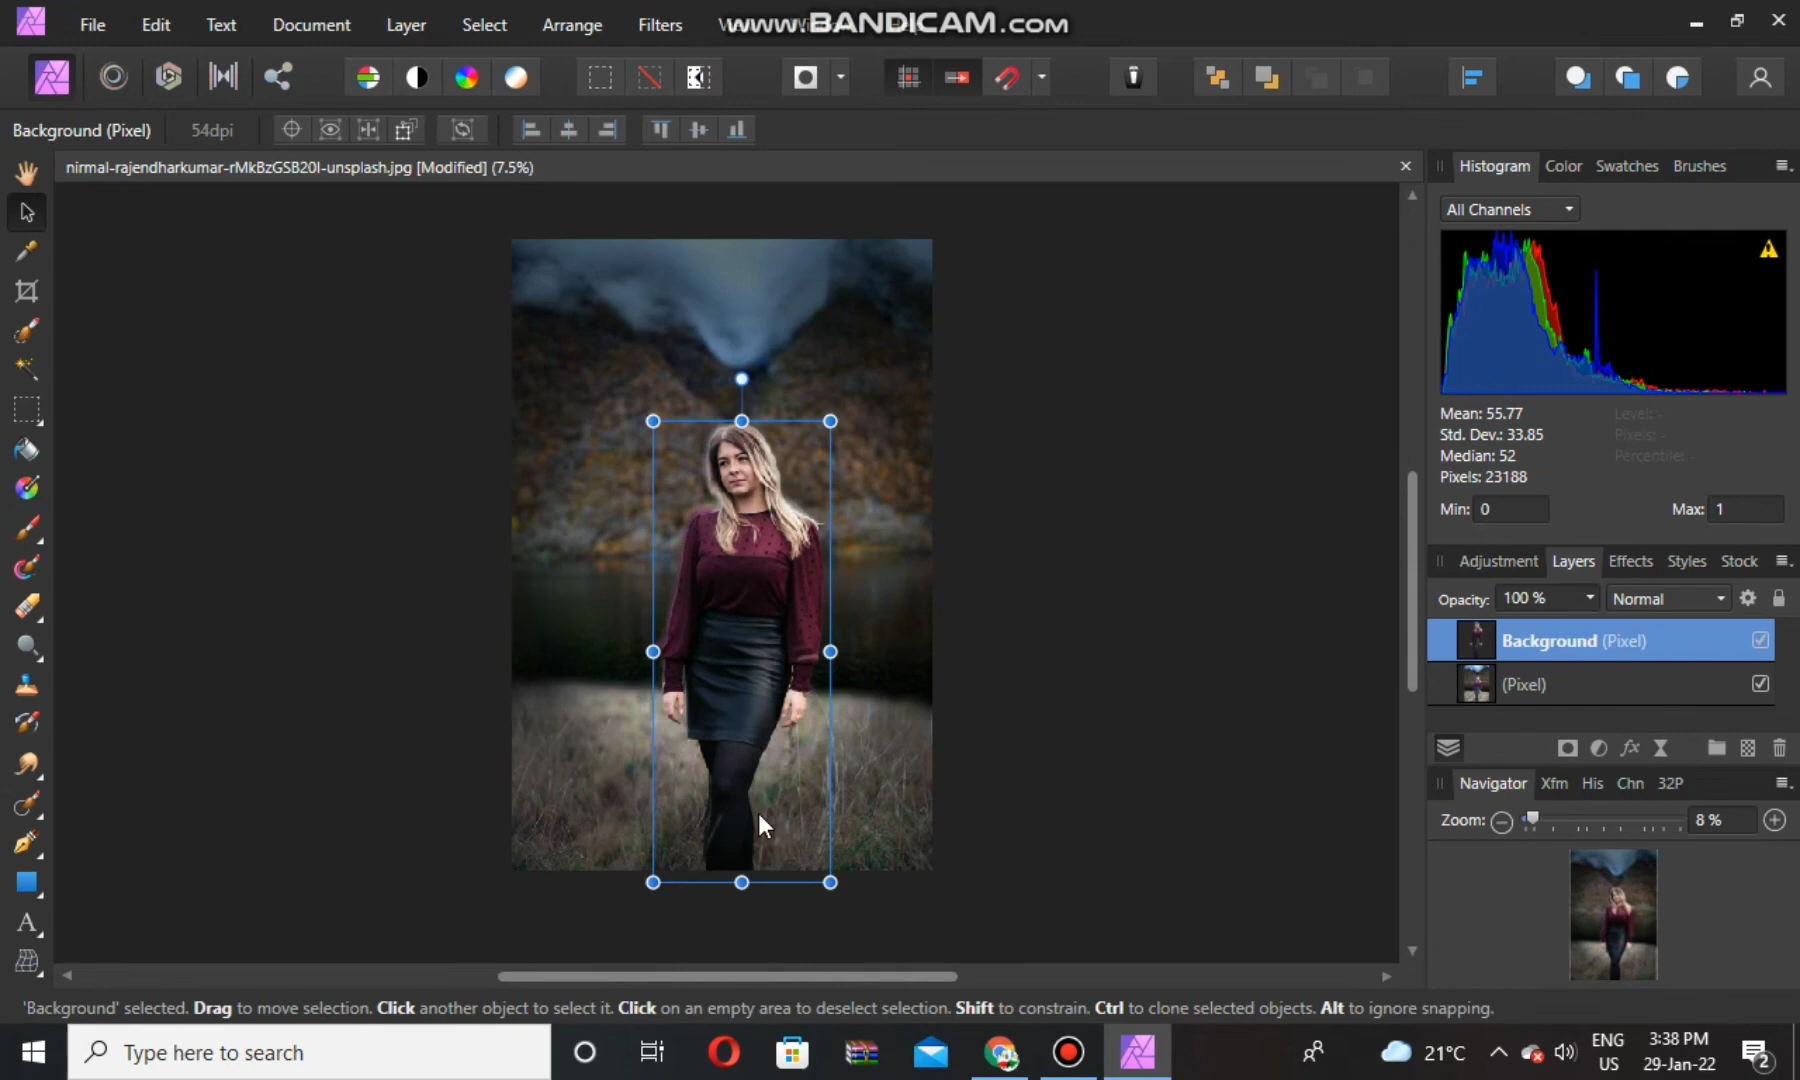 File Edit Text Document Layer Select Arrange Filters
www.BANDICAM.com
Background (Pixel) 54dpi
nirmal-rajendharkumar-rMkBzGSB20I-unsplash.jpg [Modified] (7.5%)
Histogram Color Swatches Brushes
All Channels
Mean: 55.77 Level: -
Std. Dev.: 33.85 Pixels: -
Median: 52 Percentile: -
Pixels: 23188
Min: 0 Max: 1
Adjustment Layers Effects Styles Stock
Opacity: 100 % Normal
Background (Pixel)
(Pixel)
fx
Navigator Xfm His Chn 32P
Zoom: 8 %
A
'Background' selected. Drag to move selection. Click another object to select it. Click on an empty area to deselect selection. Shift to constrain. Ctrl to clone selected objects. Alt to ignore snapping.
Type here to search
21°C
ENG
US
3:38 PM
29-Jan-22
2